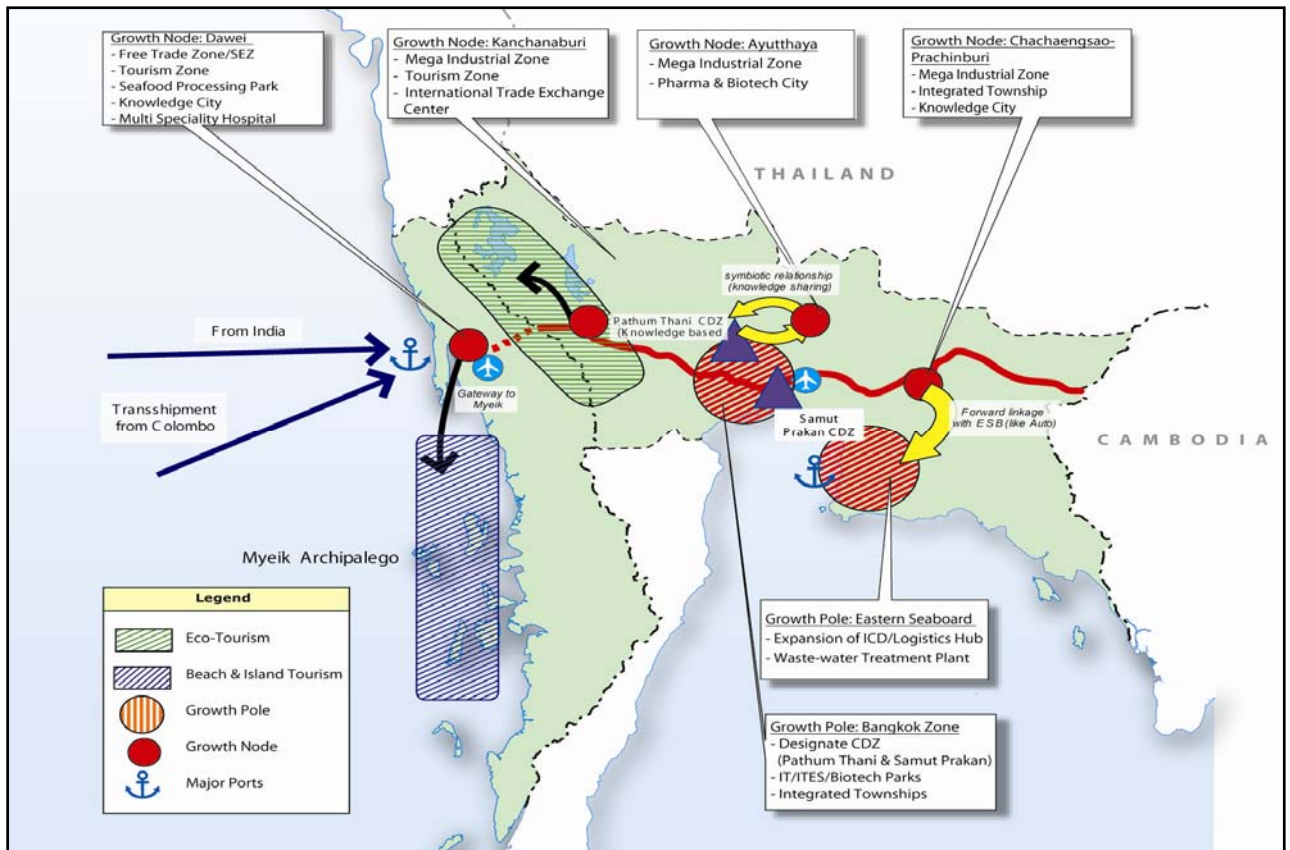 Growth Node: Dawei
- Free Trade Zone/SEZ
- Tourism Zone
- Seafood Processing Park
- Knowledge City
- Multi Speciality Hospital
Growth Node: Kanchanaburi
- Mega Industrial Zone
- Tourism Zone
- International Trade Exchange
Center
Growth Node: Ayutthaya
- Mega Industrial Zone
- Pharma & Biotech City
Growth Node: Chachaengsao-
Prachinburi
- Mega Industrial Zone
- Integrated Township
- Knowledge City
THAILAND
symbiotic relationship
(knowledge sharing)
Pathum Thani CDZ
(Knowledge based
From India
Gateway to
Myeik
Transshipment
from Colombo
Samut
Prakan CDZ
Forward linkage
with ESB (like Auto)
CAMBODIA
Myeik Archipalego
Legend
Eco-Tourism
Beach & Island Tourism
Growth Pole
Growth Node
Major Ports
Growth Pole: Eastern Seaboard
- Expansion of ICD/Logistics Hub
- Waste-water Treatment Plant
Growth Pole: Bangkok Zone
- Designate CDZ
(Pathum Thani & Samut Prakan)
- IT/ITES/Biotech Parks
- Integrated Townships